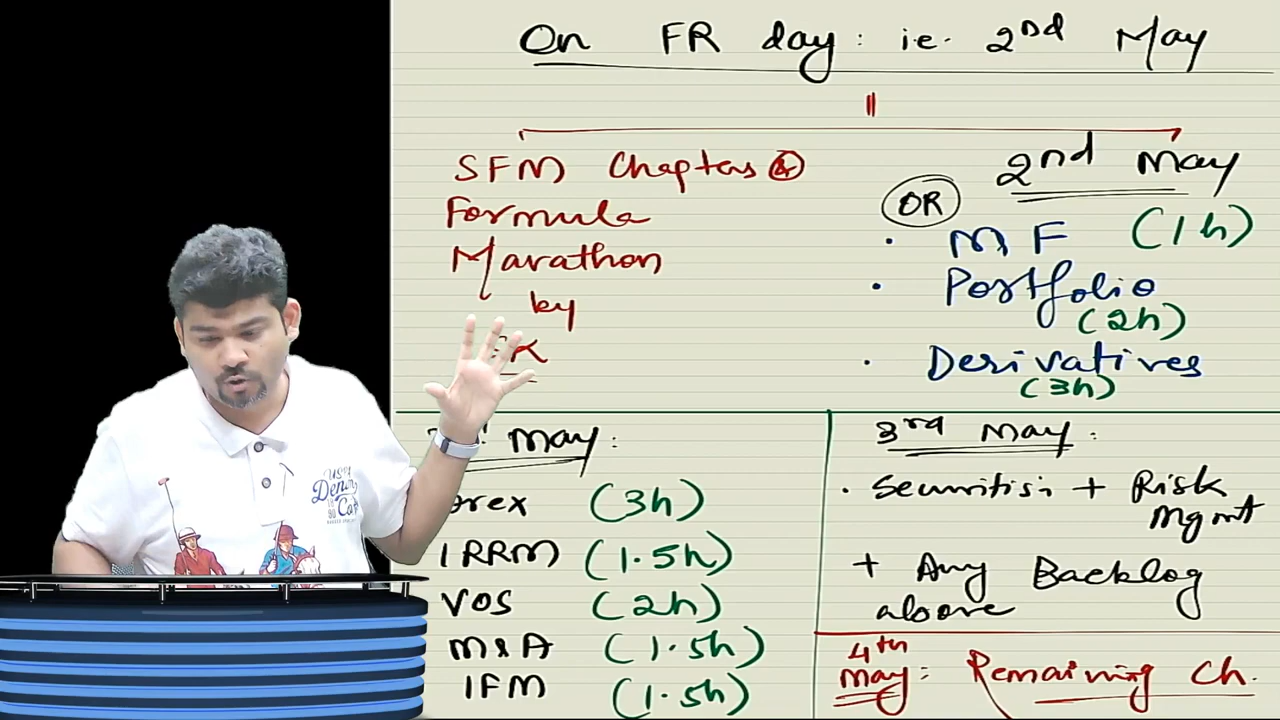 On FR day: i.e. 2nd May
||
SFM Chapters &
Formula
Marathon
by
SK
OR
2nd May
• MF (1h)
• Portfolio
(2h)
• Derivatives
(3h)
May:
orex (3h)
IRRM (1.5h)
VOS (2h)
M&A (1.5h)
IFM (1.5h)
3rd May:
• Securitisn + Risk
Mgmt
+ Any Backlog
above
4th
May: Remaining Ch.